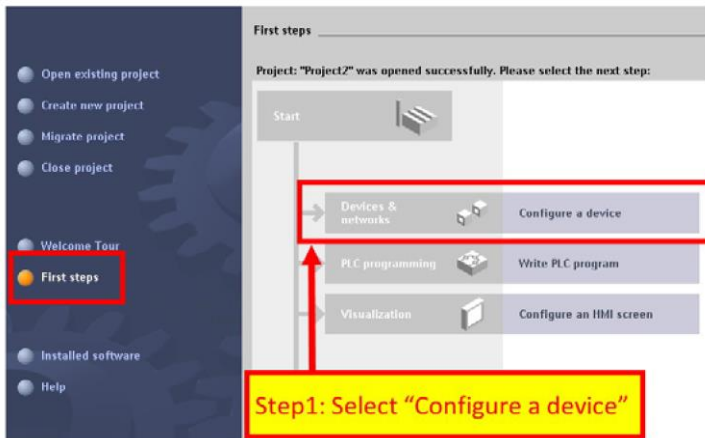 First steps
Open existing project
Create new project
Migrate project
Close project
Welcome Tour
First steps
Installed software
Help
Project: "Project2" was opened successfully. Please select the next step:
Start
Devices &
networks
Configure a device
PLC programming
Write PLC program
Visualization
Configure an HMI screen
Step1: Select “Configure a device”